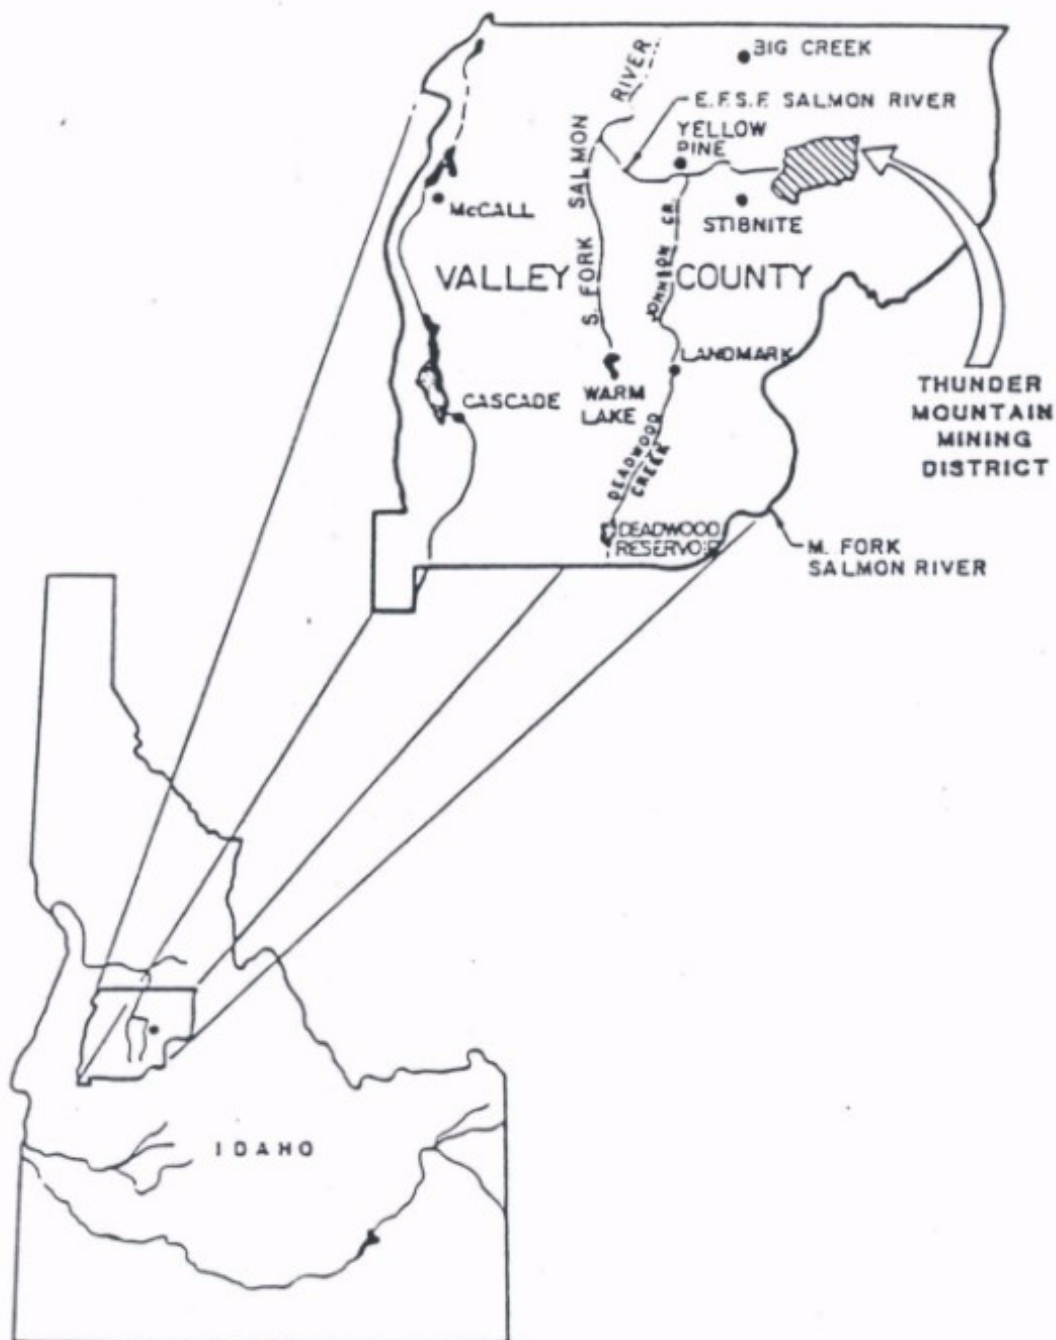 BIG CREEK
RIVER
E.F.S.F. SALMON RIVER
YELLOW
PINE
S. FORK SALMON
McCALL
STIBNITE
JOHNSON CR.
VALLEY COUNTY
LANDMARK
THUNDER
MOUNTAIN
MINING
DISTRICT
WARM
LAKE
CASCADE
DEADWOOD
CREEK
DEADWOOD
RESERVOIR
M. FORK
SALMON RIVER
IDAHO